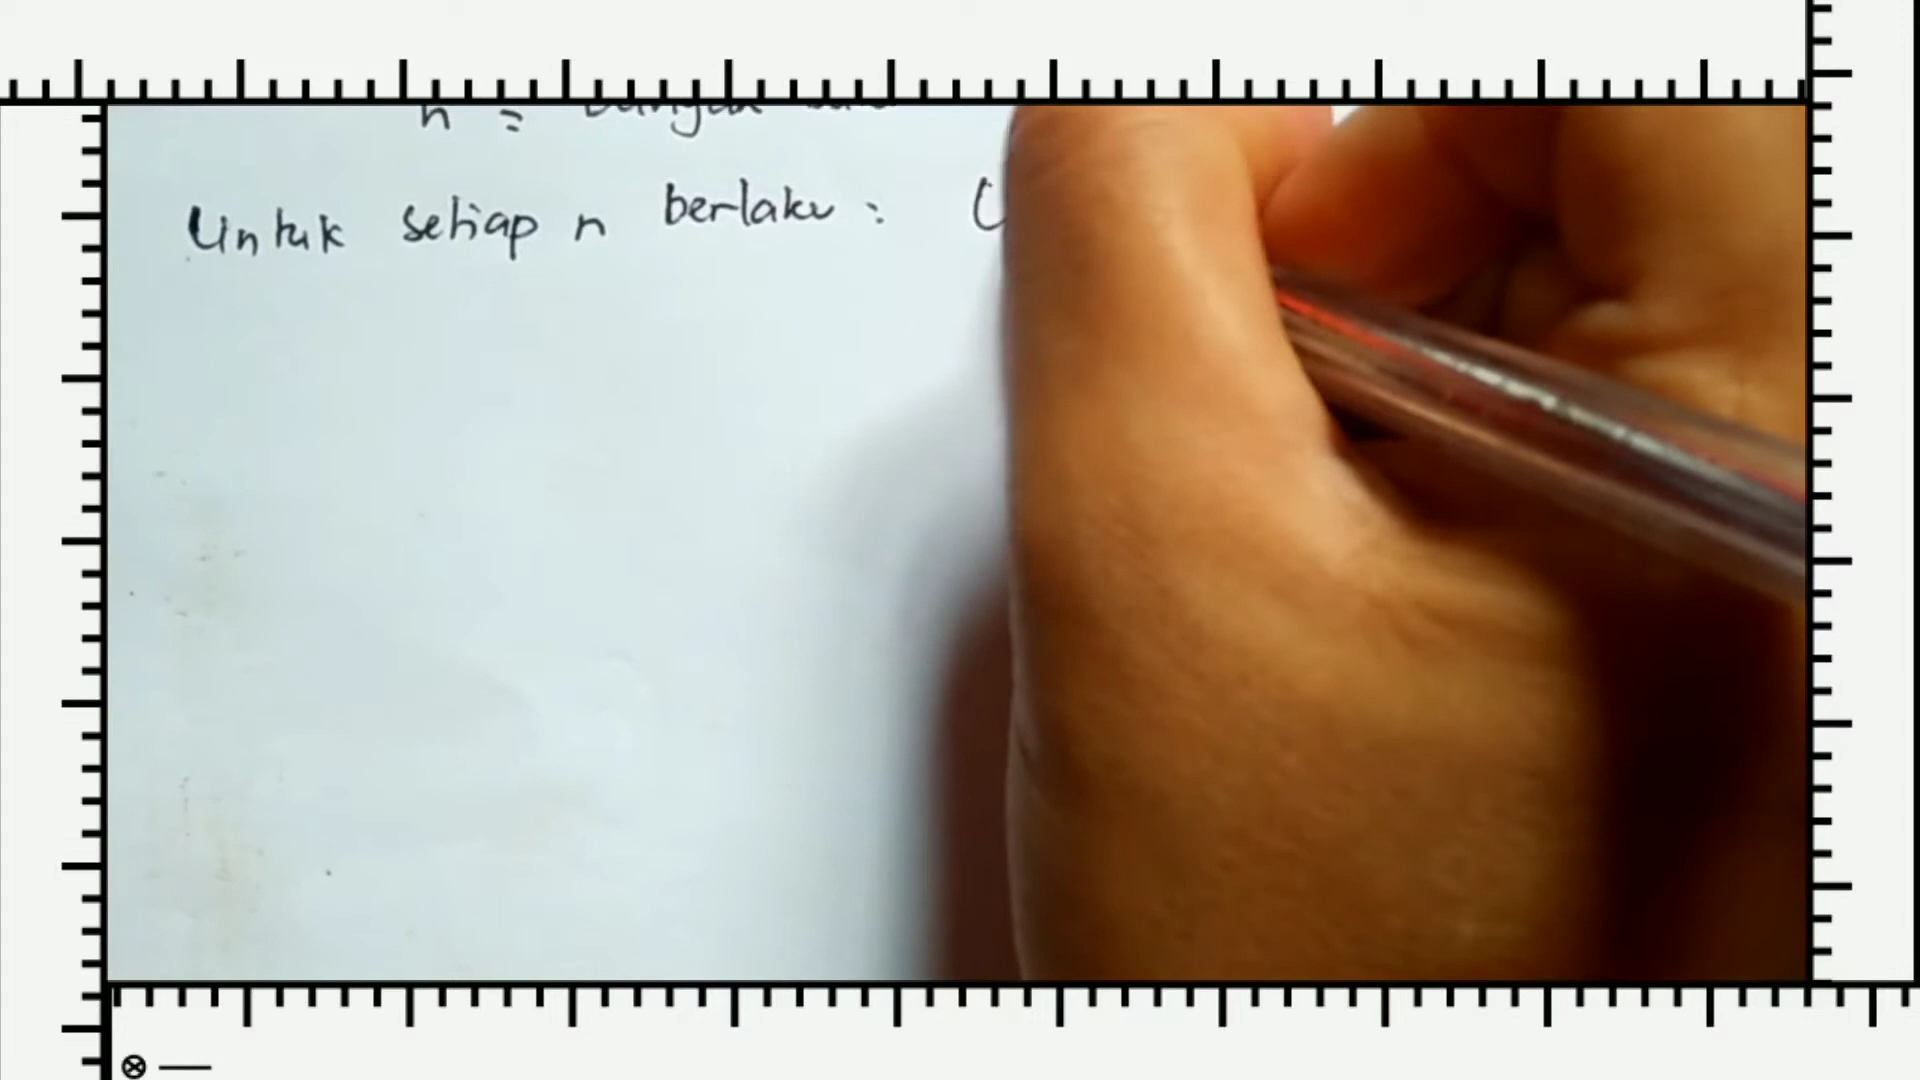 n =
Untuk setiap n berlaku :